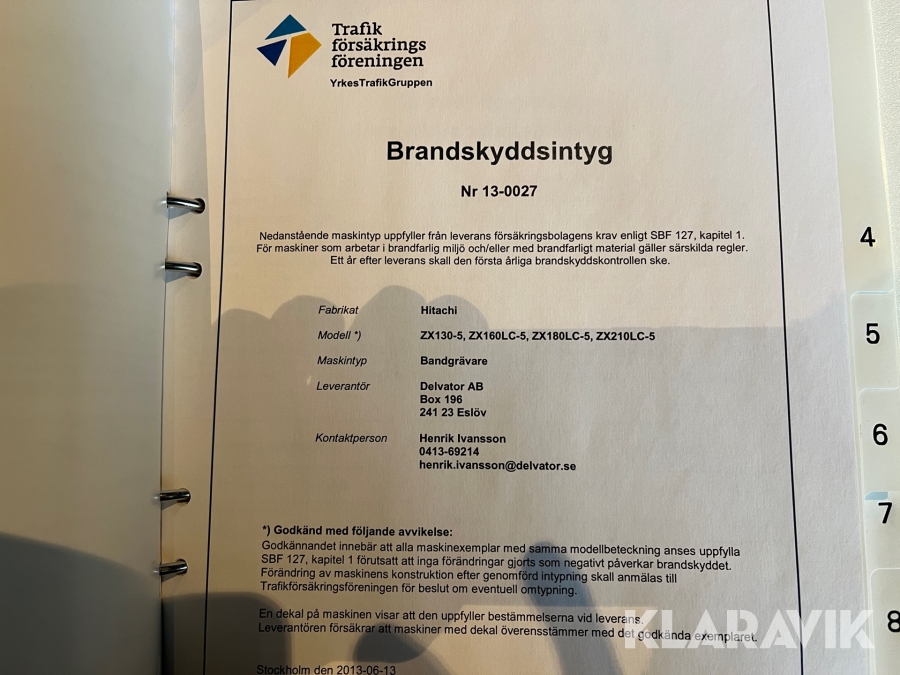 Trafik
försäkrings
föreningen
YrkesTrafikGruppen
Brandskyddsintyg
Nr 13-0027
Nedanstående maskintyp uppfyller från leverans försäkringsbolagens krav enligt SBF 127, kapitel 1.
För maskiner som arbetar i brandfarlig miljö och/eller med brandfarligt material gäller särskilda regler.
Ett år efter leverans skall den första årliga brandskyddskontrollen ske.
Fabrikat Hitachi
Modell *) ZX130-5, ZX160LC-5, ZX180LC-5, ZX210LC-5
Maskintyp Bandgrävare
Leverantör Delvator AB
Box 196
241 23 Eslöv
Kontaktperson Henrik Ivansson
0413-69214
henrik.ivansson@delvator.se
*) Godkänd med följande avvikelse:
Godkännandet innebär att alla maskinexemplar med samma modellbeteckning anses uppfylla
SBF 127, kapitel 1 förutsatt att inga förändringar gjorts som negativt påverkar brandskyddet.
Förändring av maskinens konstruktion efter genomförd intypning skall anmälas till
Trafikförsäkringsföreningen för beslut om eventuell omtypning.
En dekal på maskinen visar att den uppfyller bestämmelserna vid leverans.
Leverantören försäkrar att maskiner med dekal överensstämmer med det godkända exemplaret.
Stockholm den 2013-06-13
4
5
6
7
8
KLARAVIK